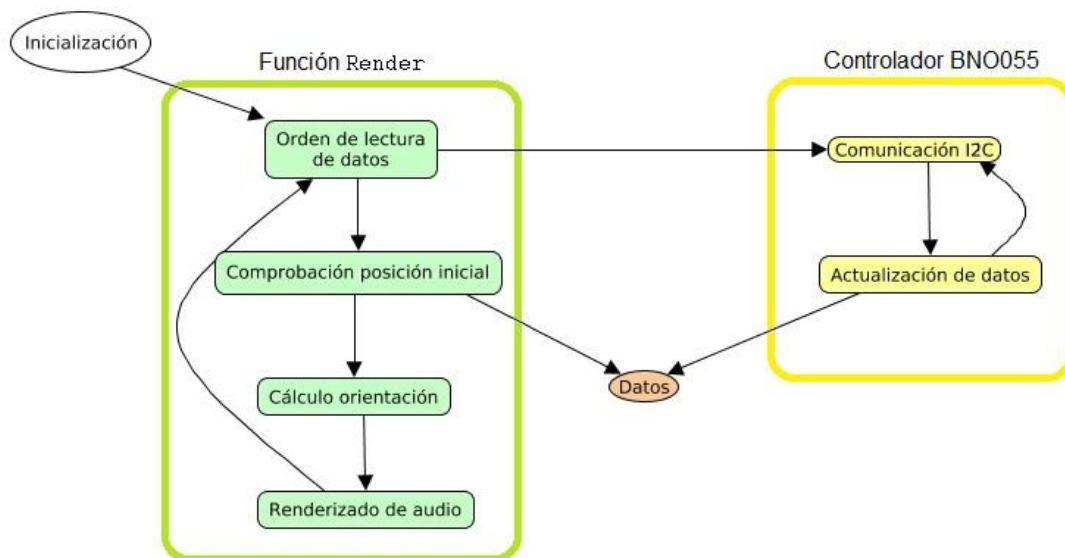 Inicialización
Función Render
Controlador BNO055
Orden de lectura
de datos
Comunicación I2C
Comprobación posición inicial
Actualización de datos
Datos
Cálculo orientación
Renderizado de audio